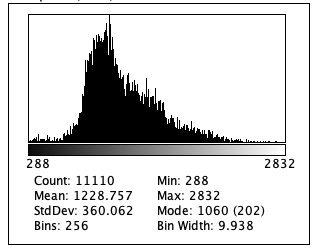 288 2832
Count: 11110 Min: 288
Mean: 1228.757 Max: 2832
StdDev: 360.062 Mode: 1060 (202)
Bins: 256 Bin Width: 9.938